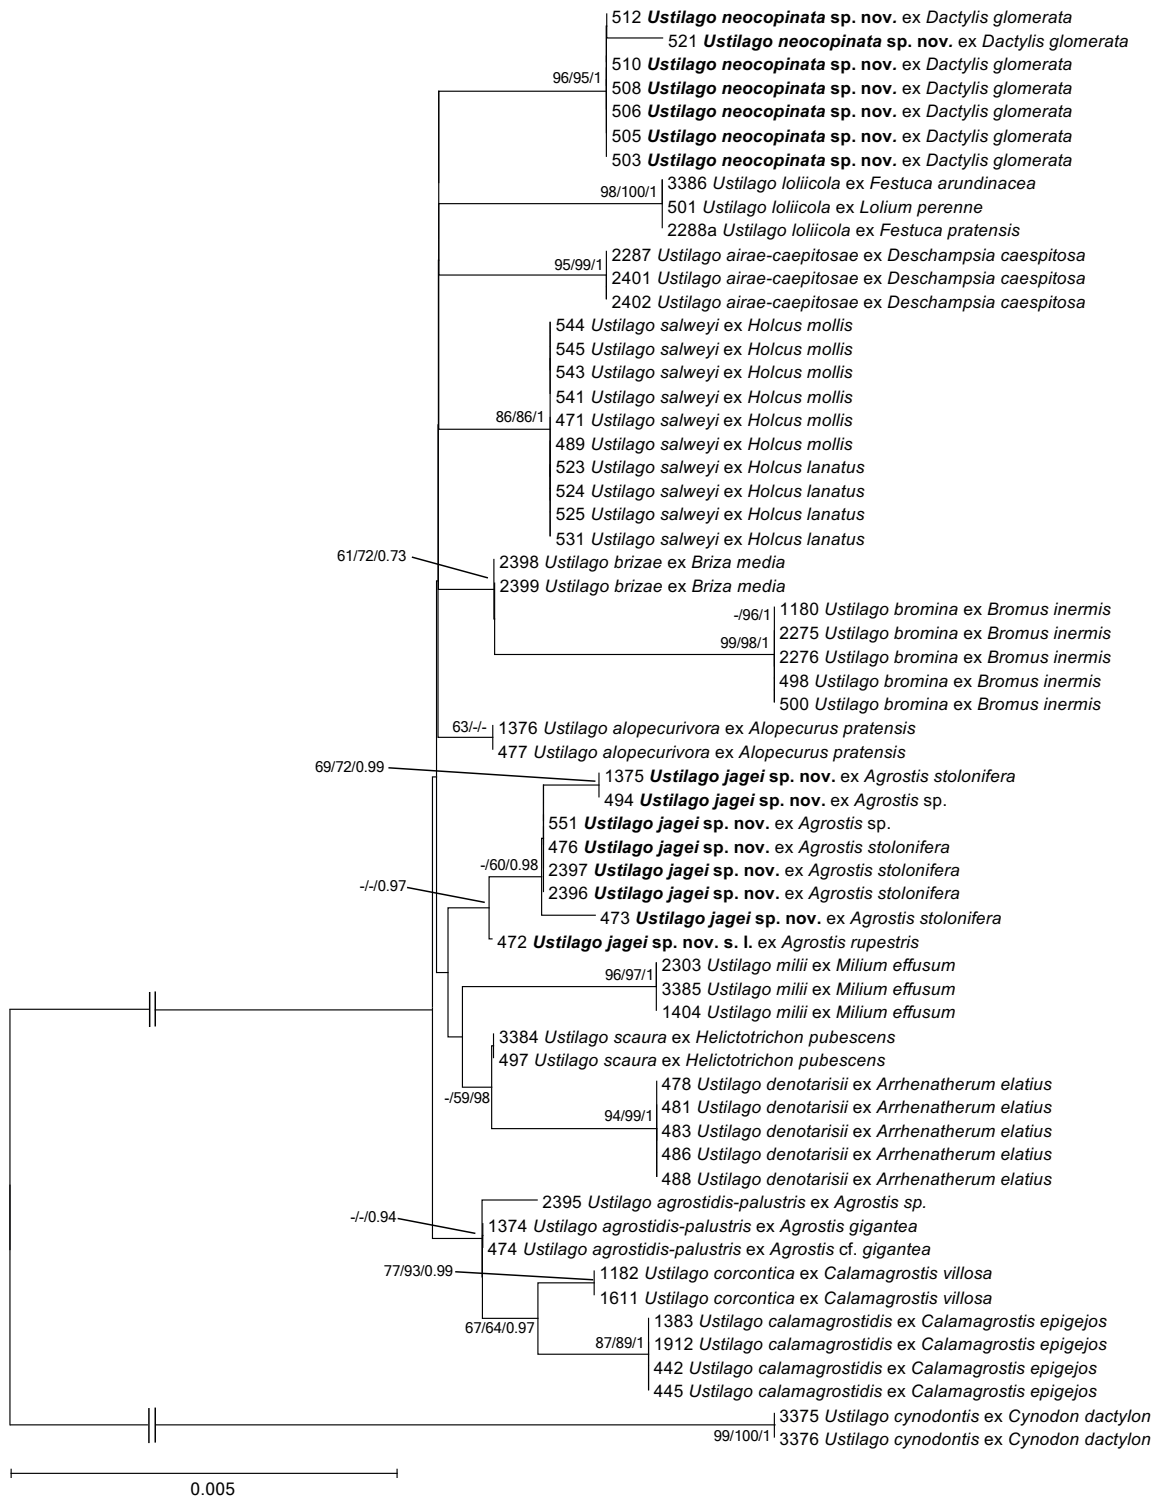 512 Ustilago neocopinata sp. nov. ex Dactylis glomerata
521 Ustilago neocopinata sp. nov. ex Dactylis glomerata
510 Ustilago neocopinata sp. nov. ex Dactylis glomerata
96/95/1
508 Ustilago neocopinata sp. nov. ex Dactylis glomerata
506 Ustilago neocopinata sp. nov. ex Dactylis glomerata
505 Ustilago neocopinata sp. nov. ex Dactylis glomerata
503 Ustilago neocopinata sp. nov. ex Dactylis glomerata
3386 Ustilago loliicola ex Festuca arundinacea
98/100/1
501 Ustilago loliicola ex Lolium perenne
2288a Ustilago loliicola ex Festuca pratensis
2287 Ustilago airae-caepitosae ex Deschampsia caespitosa
95/99/1
2401 Ustilago airae-caepitosae ex Deschampsia caespitosa
2402 Ustilago airae-caepitosae ex Deschampsia caespitosa
544 Ustilago salweyi ex Holcus mollis
545 Ustilago salweyi ex Holcus mollis
543 Ustilago salweyi ex Holcus mollis
541 Ustilago salweyi ex Holcus mollis
86/86/1
471 Ustilago salweyi ex Holcus mollis
489 Ustilago salweyi ex Holcus mollis
523 Ustilago salweyi ex Holcus lanatus
524 Ustilago salweyi ex Holcus lanatus
525 Ustilago salweyi ex Holcus lanatus
531 Ustilago salweyi ex Holcus lanatus
61/72/0.73
2398 Ustilago brizae ex Briza media
2399 Ustilago brizae ex Briza media
1180 Ustilago bromina ex Bromus inermis
-/96/1
2275 Ustilago bromina ex Bromus inermis
99/98/1
2276 Ustilago bromina ex Bromus inermis
498 Ustilago bromina ex Bromus inermis
500 Ustilago bromina ex Bromus inermis
63/-/-
1376 Ustilago alopecurivora ex Alopecurus pratensis
477 Ustilago alopecurivora ex Alopecurus pratensis
69/72/0.99
1375 Ustilago jagei sp. nov. ex Agrostis stolonifera
494 Ustilago jagei sp. nov. ex Agrostis sp.
551 Ustilago jagei sp. nov. ex Agrostis sp.
476 Ustilago jagei sp. nov. ex Agrostis stolonifera
-/60/0.98
2397 Ustilago jagei sp. nov. ex Agrostis stolonifera
-/-/0.97
2396 Ustilago jagei sp. nov. ex Agrostis stolonifera
473 Ustilago jagei sp. nov. ex Agrostis stolonifera
472 Ustilago jagei sp. nov. s. l. ex Agrostis rupestris
2303 Ustilago milii ex Milium effusum
96/97/1
3385 Ustilago milii ex Milium effusum
1404 Ustilago milii ex Milium effusum
3384 Ustilago scaura ex Helictotrichon pubescens
497 Ustilago scaura ex Helictotrichon pubescens
478 Ustilago denotarisii ex Arrhenatherum elatius
-/59/98
481 Ustilago denotarisii ex Arrhenatherum elatius
94/99/1
483 Ustilago denotarisii ex Arrhenatherum elatius
486 Ustilago denotarisii ex Arrhenatherum elatius
488 Ustilago denotarisii ex Arrhenatherum elatius
2395 Ustilago agrostidis-palustris ex Agrostis sp.
-/-/0.94
1374 Ustilago agrostidis-palustris ex Agrostis gigantea
474 Ustilago agrostidis-palustris ex Agrostis cf. gigantea
77/93/0.99
1182 Ustilago corcontica ex Calamagrostis villosa
1611 Ustilago corcontica ex Calamagrostis villosa
67/64/0.97
1383 Ustilago calamagrostidis ex Calamagrostis epigejos
87/89/1
1912 Ustilago calamagrostidis ex Calamagrostis epigejos
442 Ustilago calamagrostidis ex Calamagrostis epigejos
445 Ustilago calamagrostidis ex Calamagrostis epigejos
3375 Ustilago cynodontis ex Cynodon dactylon
99/100/1
3376 Ustilago cynodontis ex Cynodon dactylon
0.005